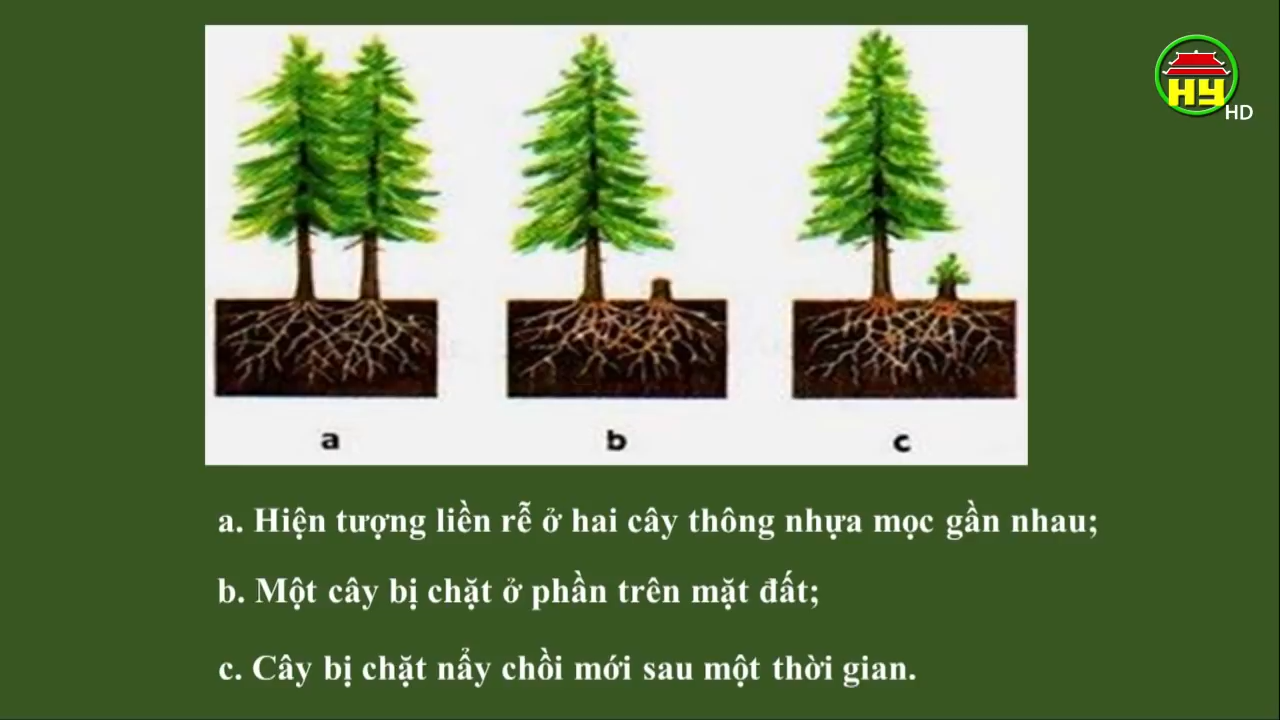 HY
HD
a b c
a. Hiện tượng liền rễ ở hai cây thông nhựa mọc gần nhau;
b. Một cây bị chặt ở phần trên mặt đất;
c. Cây bị chặt nẩy chồi mới sau một thời gian.